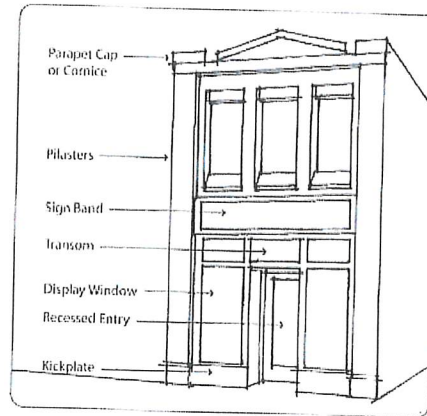 Parapet Cap
or Cornice
Pilasters
Sign Band
Transom
Display Window
Recessed Entry
Kickplate